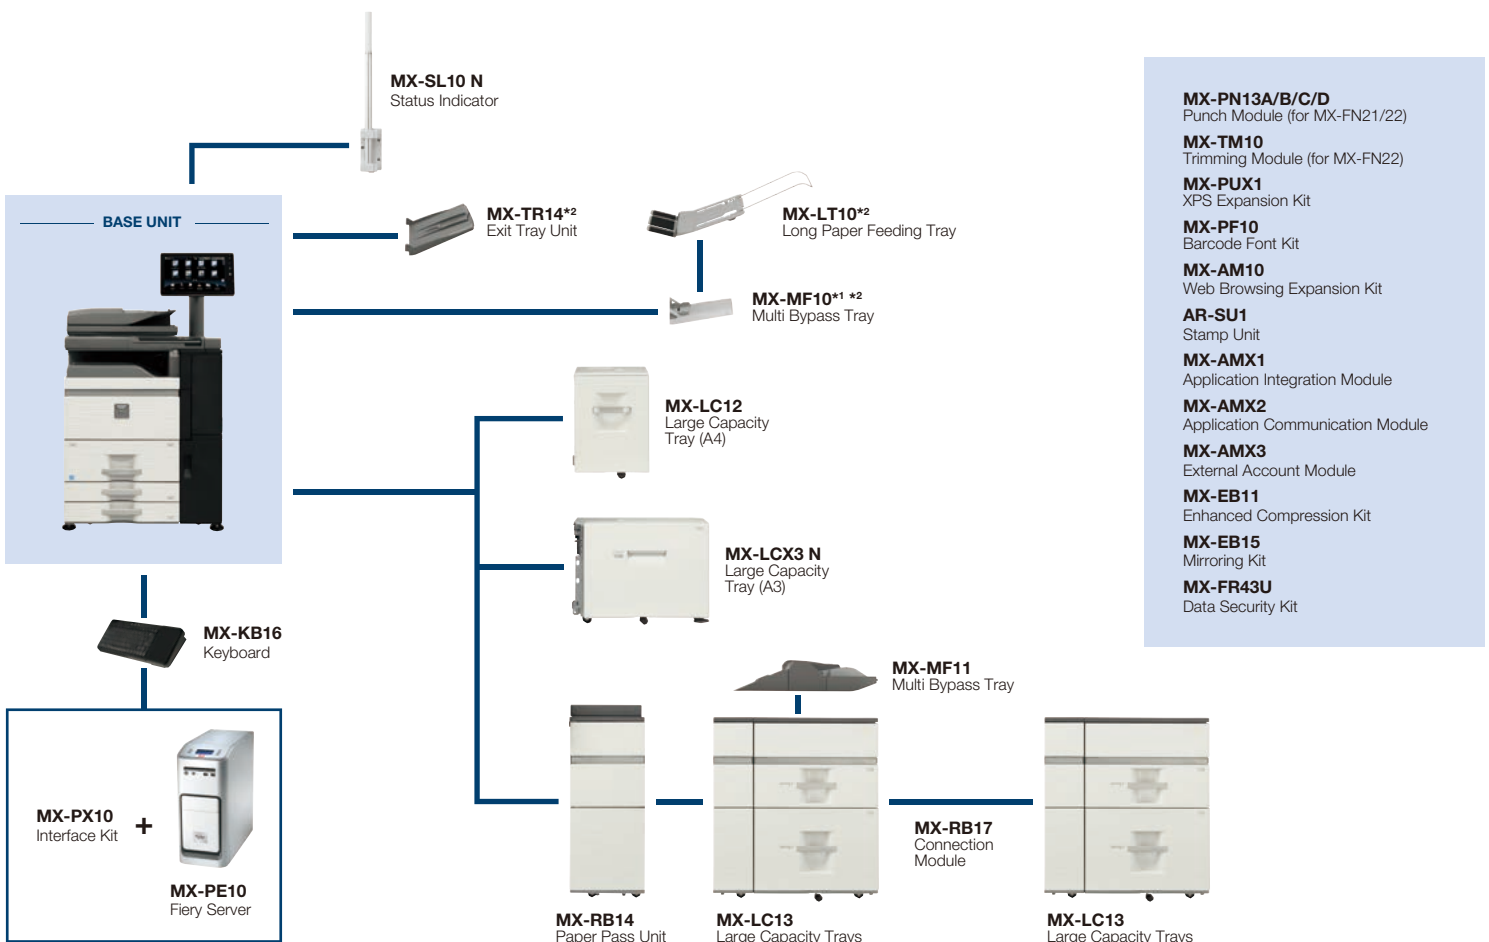 MX-SL10 N
Status Indicator
BASE UNIT
MX-TR14*2
Exit Tray Unit
MX-LT10*2
Long Paper Feeding Tray
MX-MF10*1 *2
Multi Bypass Tray
MX-LC12
Large Capacity
Tray (A4)
MX-LCX3 N
Large Capacity
Tray (A3)
MX-KB16
Keyboard
MX-MF11
Multi Bypass Tray
MX-PX10
Interface Kit
+
MX-PE10
Fiery Server
MX-RB14
Paper Pass Unit
MX-LC13
Large Capacity Trays
MX-RB17
Connection
Module
MX-LC13
Large Capacity Trays
MX-PN13A/B/C/D
Punch Module (for MX-FN21/22)
MX-TM10
Trimming Module (for MX-FN22)
MX-PUX1
XPS Expansion Kit
MX-PF10
Barcode Font Kit
MX-AM10
Web Browsing Expansion Kit
AR-SU1
Stamp Unit
MX-AMX1
Application Integration Module
MX-AMX2
Application Communication Module
MX-AMX3
External Account Module
MX-EB11
Enhanced Compression Kit
MX-EB15
Mirroring Kit
MX-FR43U
Data Security Kit